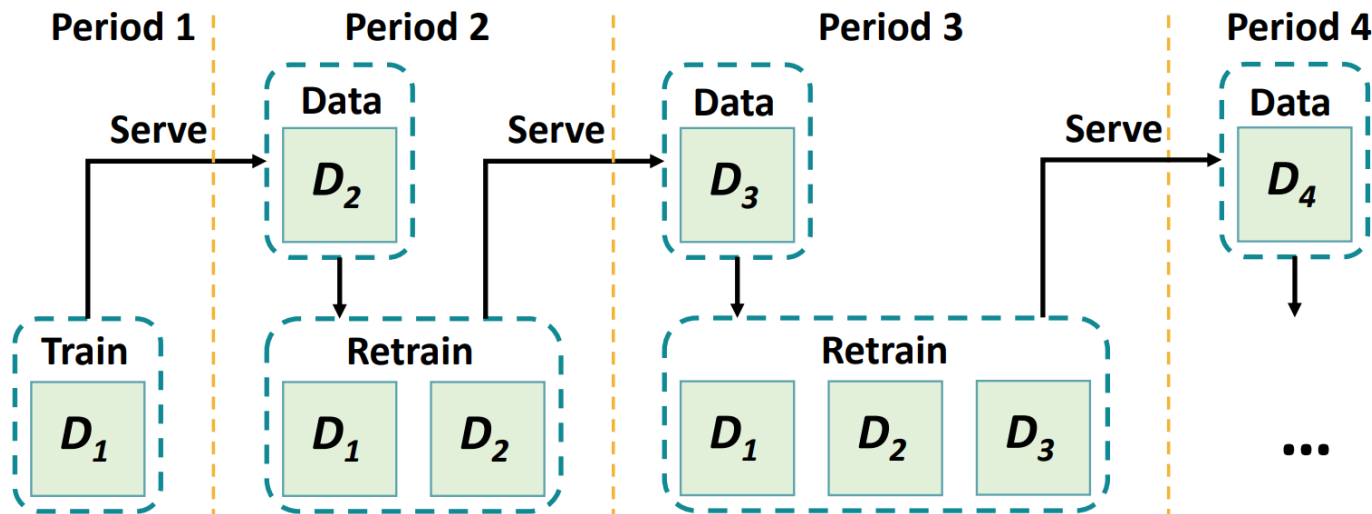 Period 1 Period 2 Period 3 Period 4
Data Data Data
Serve Serve Serve
D2 D3 D4
Train Retrain Retrain
D1 D1 D2 D1 D2 D3 ...